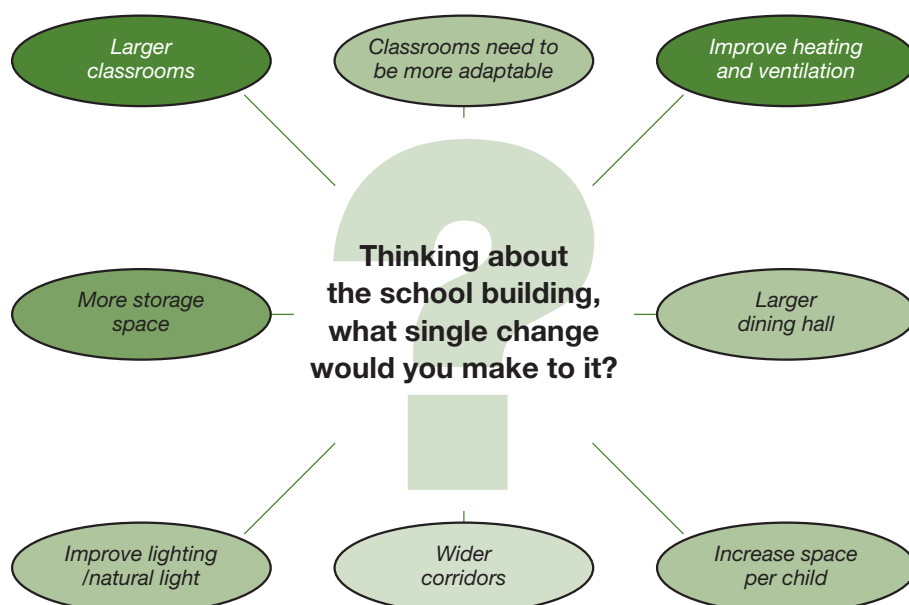 Larger
classrooms
Classrooms need to
be more adaptable
Improve heating
and ventilation
Thinking about
the school building,
what single change
would you make to it?
More storage
space
Larger
dining hall
Improve lighting
/natural light
Wider
corridors
Increase space
per child